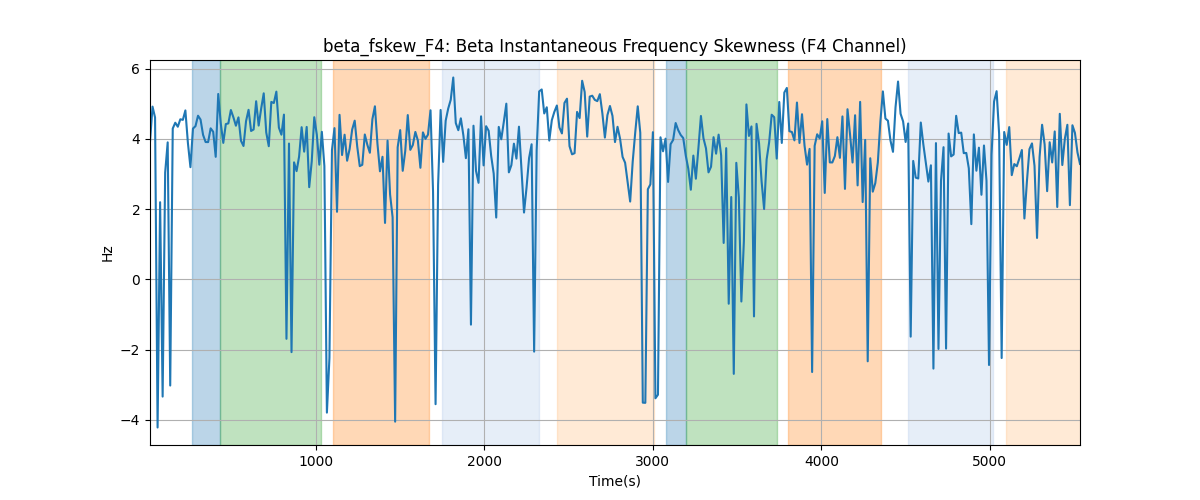 beta_fskew_F4: Beta Instantaneous Frequency Skewness (F4 Channel)
6
4
2
0
−2
−4
Hz
1000 2000 3000 4000 5000
Time(s)